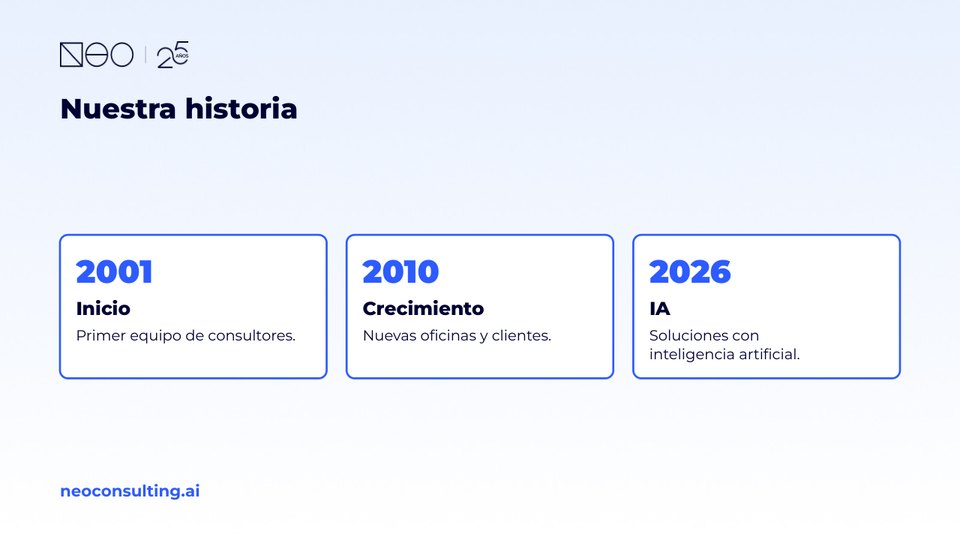 NEO | 25 AÑOS
Nuestra historia
2001
Inicio
Primer equipo de consultores.
2010
Crecimiento
Nuevas oficinas y clientes.
2026
IA
Soluciones con
inteligencia artificial.
neoconsulting.ai